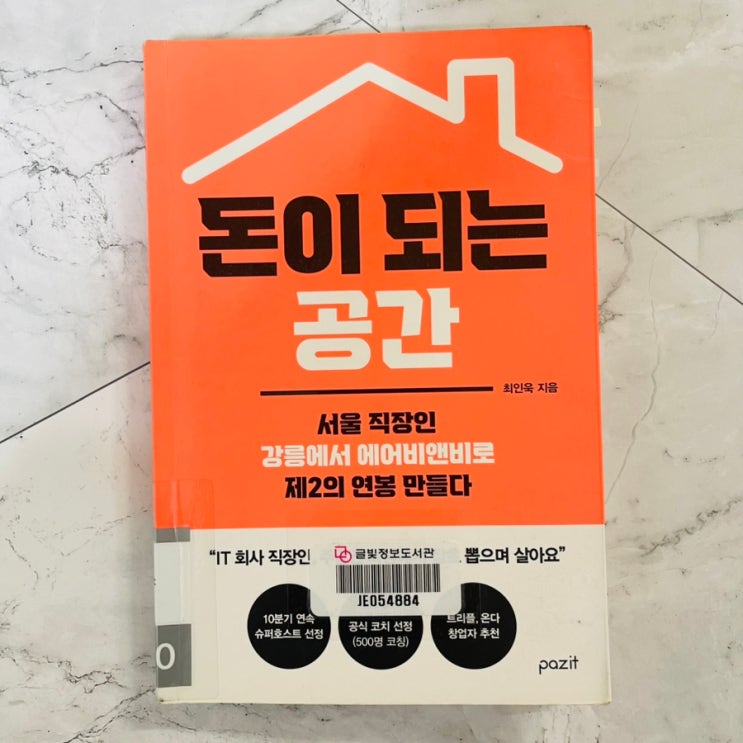 돈이 되는
공간
최인욱 지음
서울 직장인
강릉에서 에어비앤비로
제2의 연봉 만들다
“IT 회사 직장인 뽑으며 살아요”
글빛정보도서관
JE054884
10분기 연속
슈퍼호스트 선정
공식 코치 선정
(500명 코칭)
트리플, 온다
창업자 추천
0
pazit